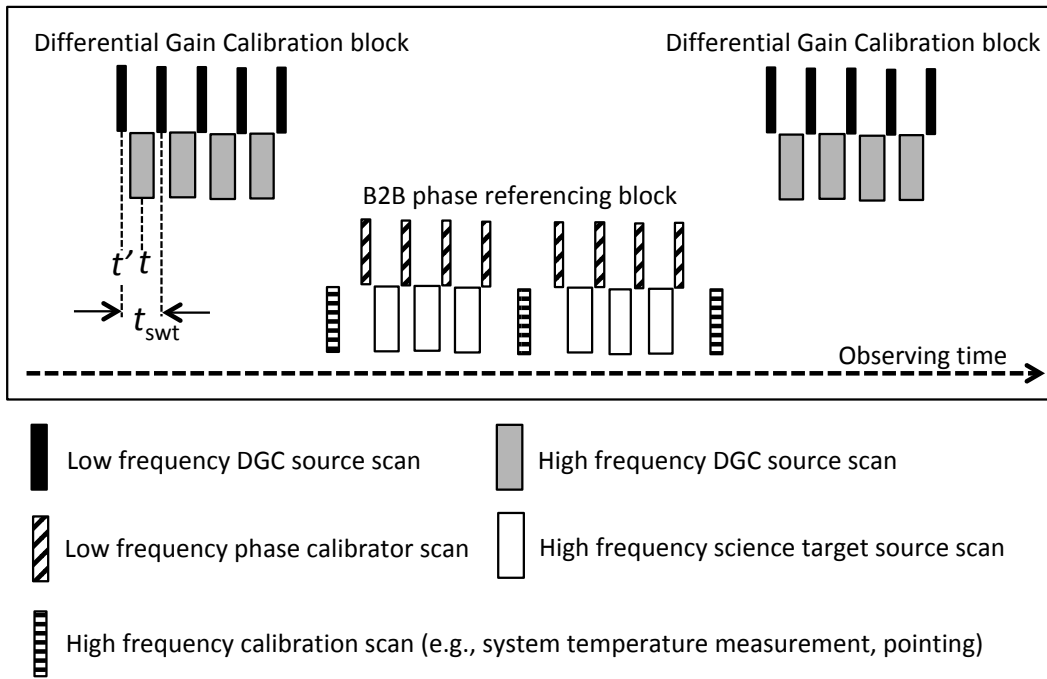 Differential Gain Calibration block
Differential Gain Calibration block
B2B phase referencing block
t’ t
tswt
Observing time
Low frequency DGC source scan
High frequency DGC source scan
Low frequency phase calibrator scan
High frequency science target source scan
High frequency calibration scan (e.g., system temperature measurement, pointing)